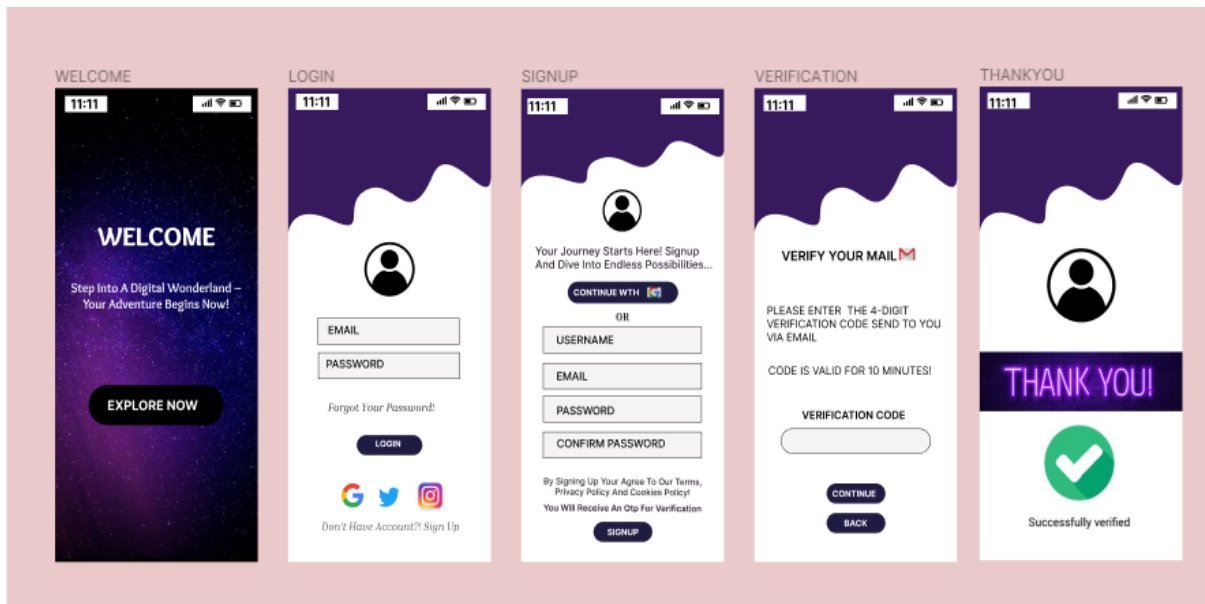 WELCOME
11:11
WELCOME
Step Into A Digital Wonderland –
Your Adventure Begins Now!
EXPLORE NOW
LOGIN
11:11
EMAIL
PASSWORD
Forgot Your Password!
LOGIN
Don't Have Account?! Sign Up
SIGNUP
11:11
Your Journey Starts Here! Signup
And Dive Into Endless Possibilities...
CONTINUE WTH
OR
USERNAME
EMAIL
PASSWORD
CONFIRM PASSWORD
By Signing Up Your Agree To Our Terms,
Privacy Policy And Cookies Policy!
You Will Receive An Otp For Verification
SIGNUP
VERIFICATION
11:11
VERIFY YOUR MAIL
PLEASE ENTER THE 4-DIGIT
VERIFICATION CODE SEND TO YOU
VIA EMAIL
CODE IS VALID FOR 10 MINUTES!
VERIFICATION CODE
CONTINUE
BACK
THANKYOU
11:11
THANK YOU!
Successfully verified